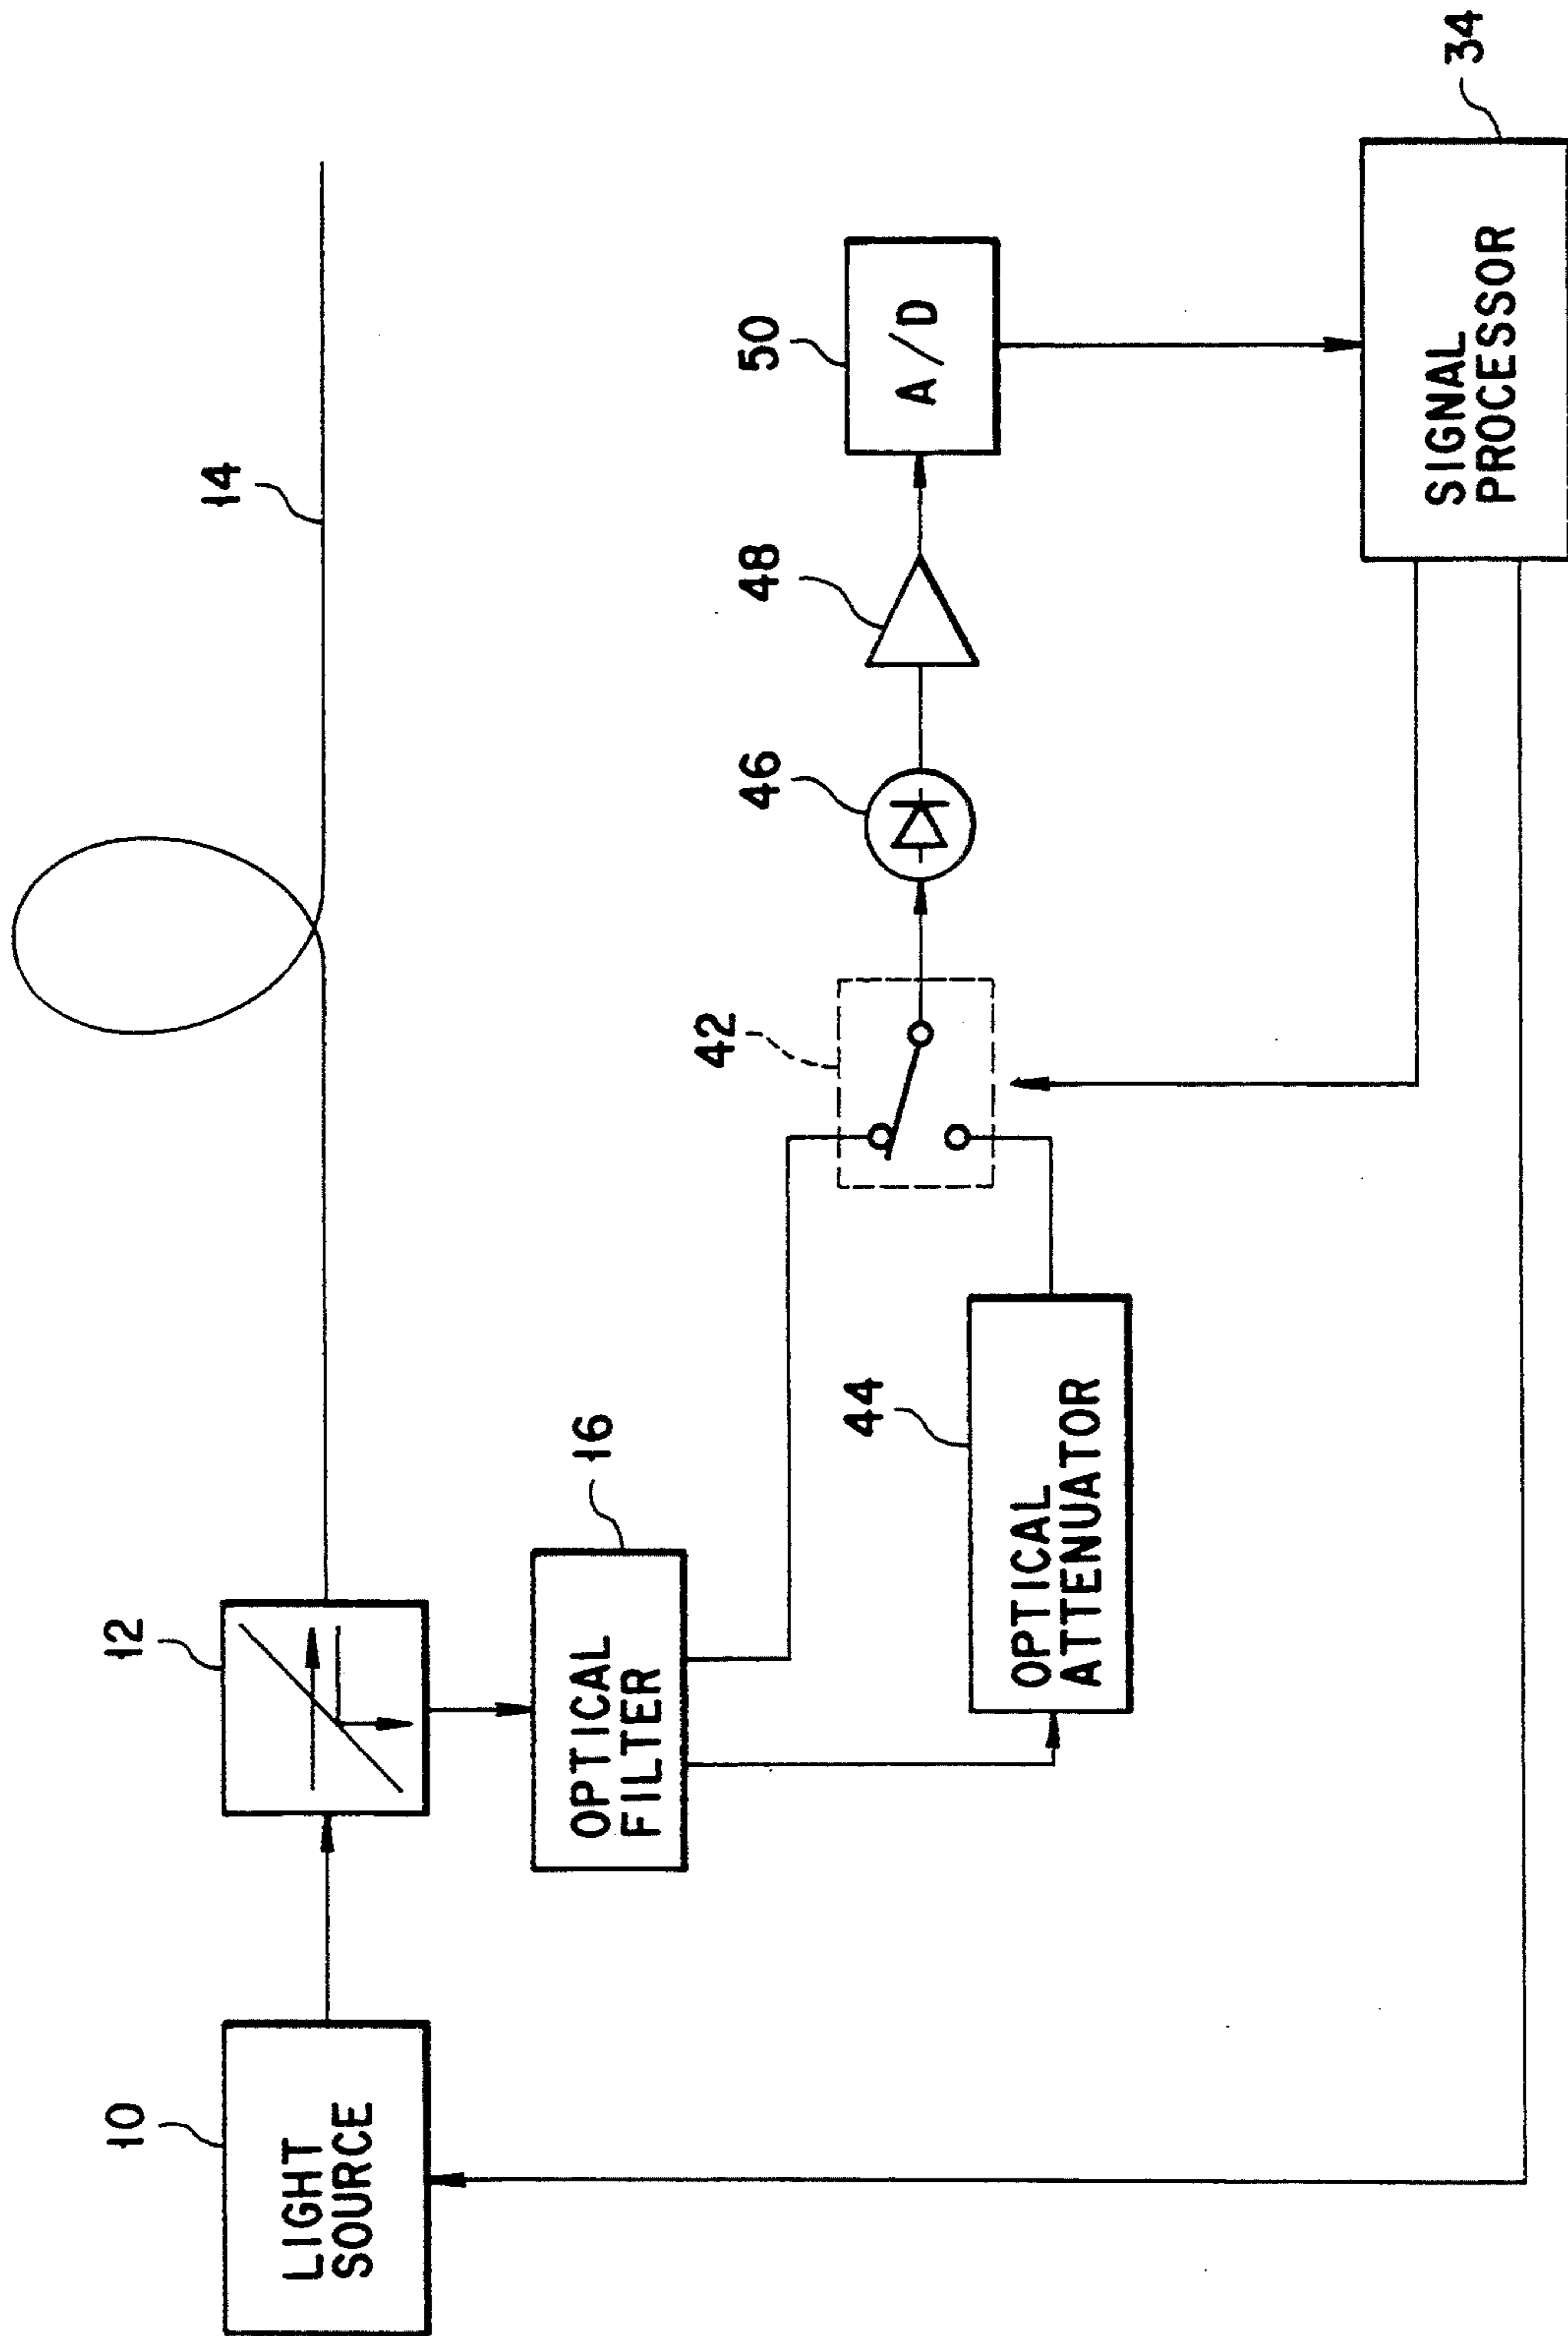 14
12
10
LIGHT
SOURCE
16
OPTICAL
FILTER
42
46
48
50
A/D
44
OPTICAL
ATTENUATOR
34
SIGNAL
PROCESSOR